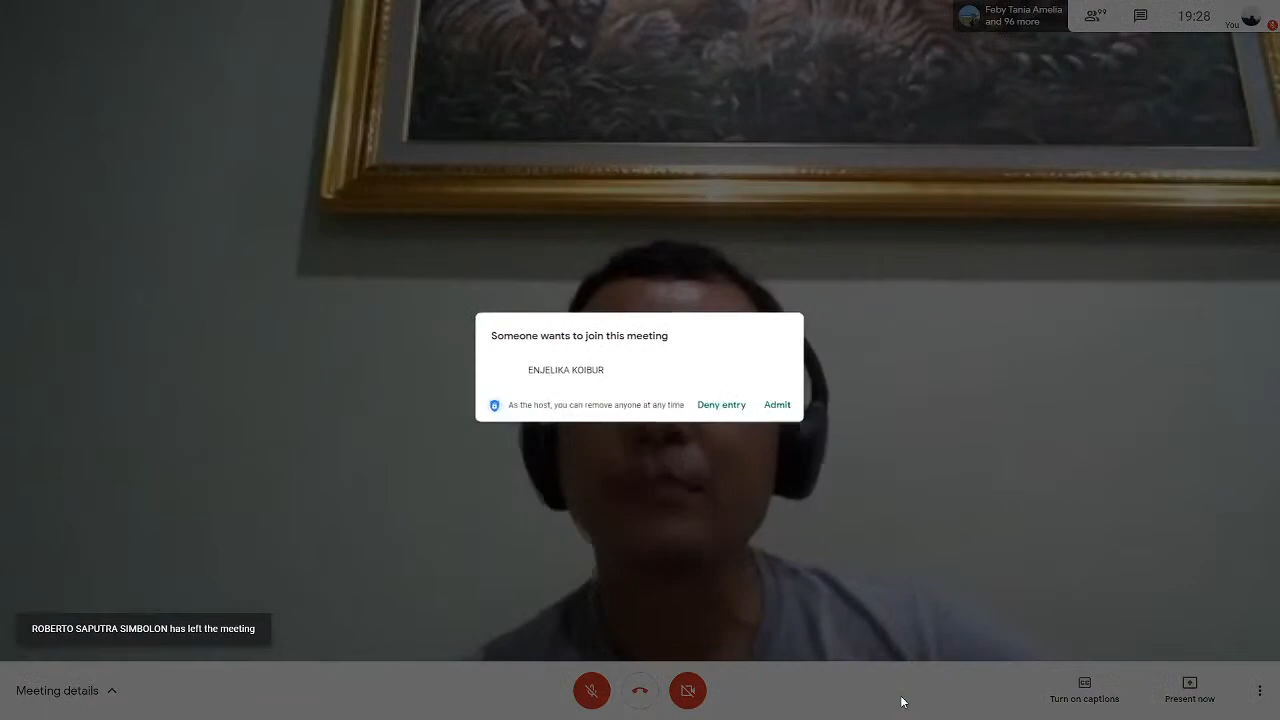 Feby Tania Amelia
and 96 more
99
19:28
You
Someone wants to join this meeting
ENJELIKA KOIBUR
As the host, you can remove anyone at any time
Deny entry
Admit
ROBERTO SAPUTRA SIMBOLON has left the meeting
Meeting details
Turn on captions
Present now